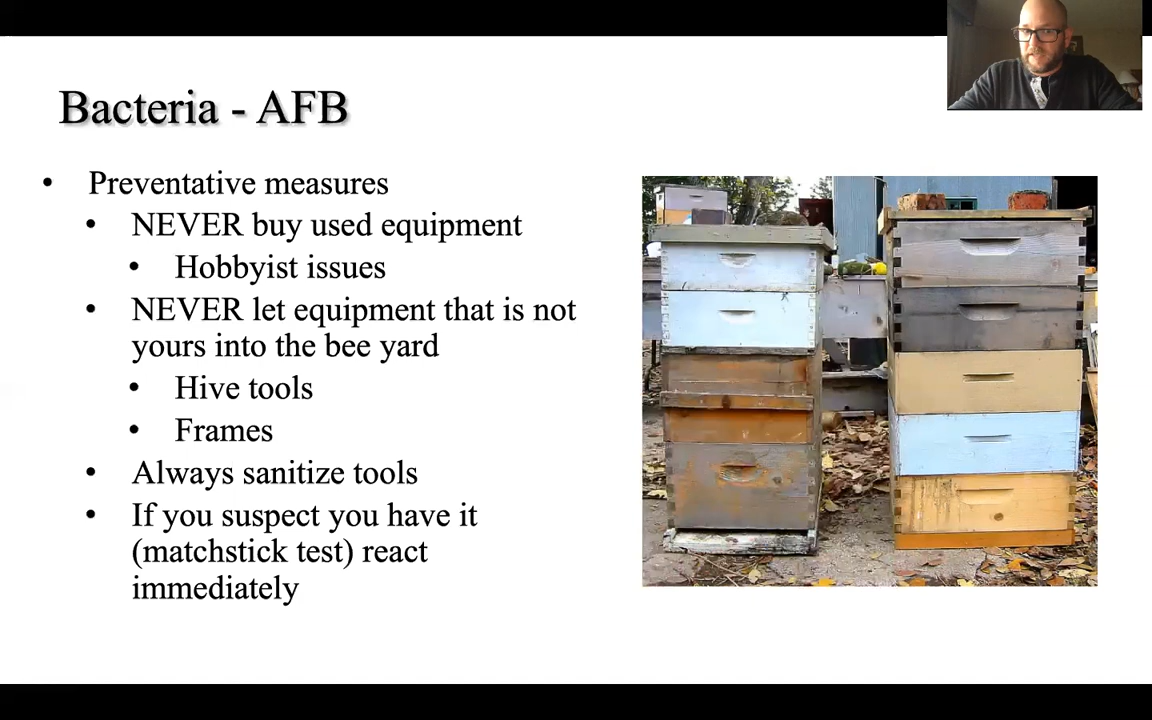 Bacteria - AFB
• Preventative measures
• NEVER buy used equipment
• Hobbyist issues
• NEVER let equipment that is not
yours into the bee yard
• Hive tools
• Frames
• Always sanitize tools
• If you suspect you have it
(matchstick test) react
immediately